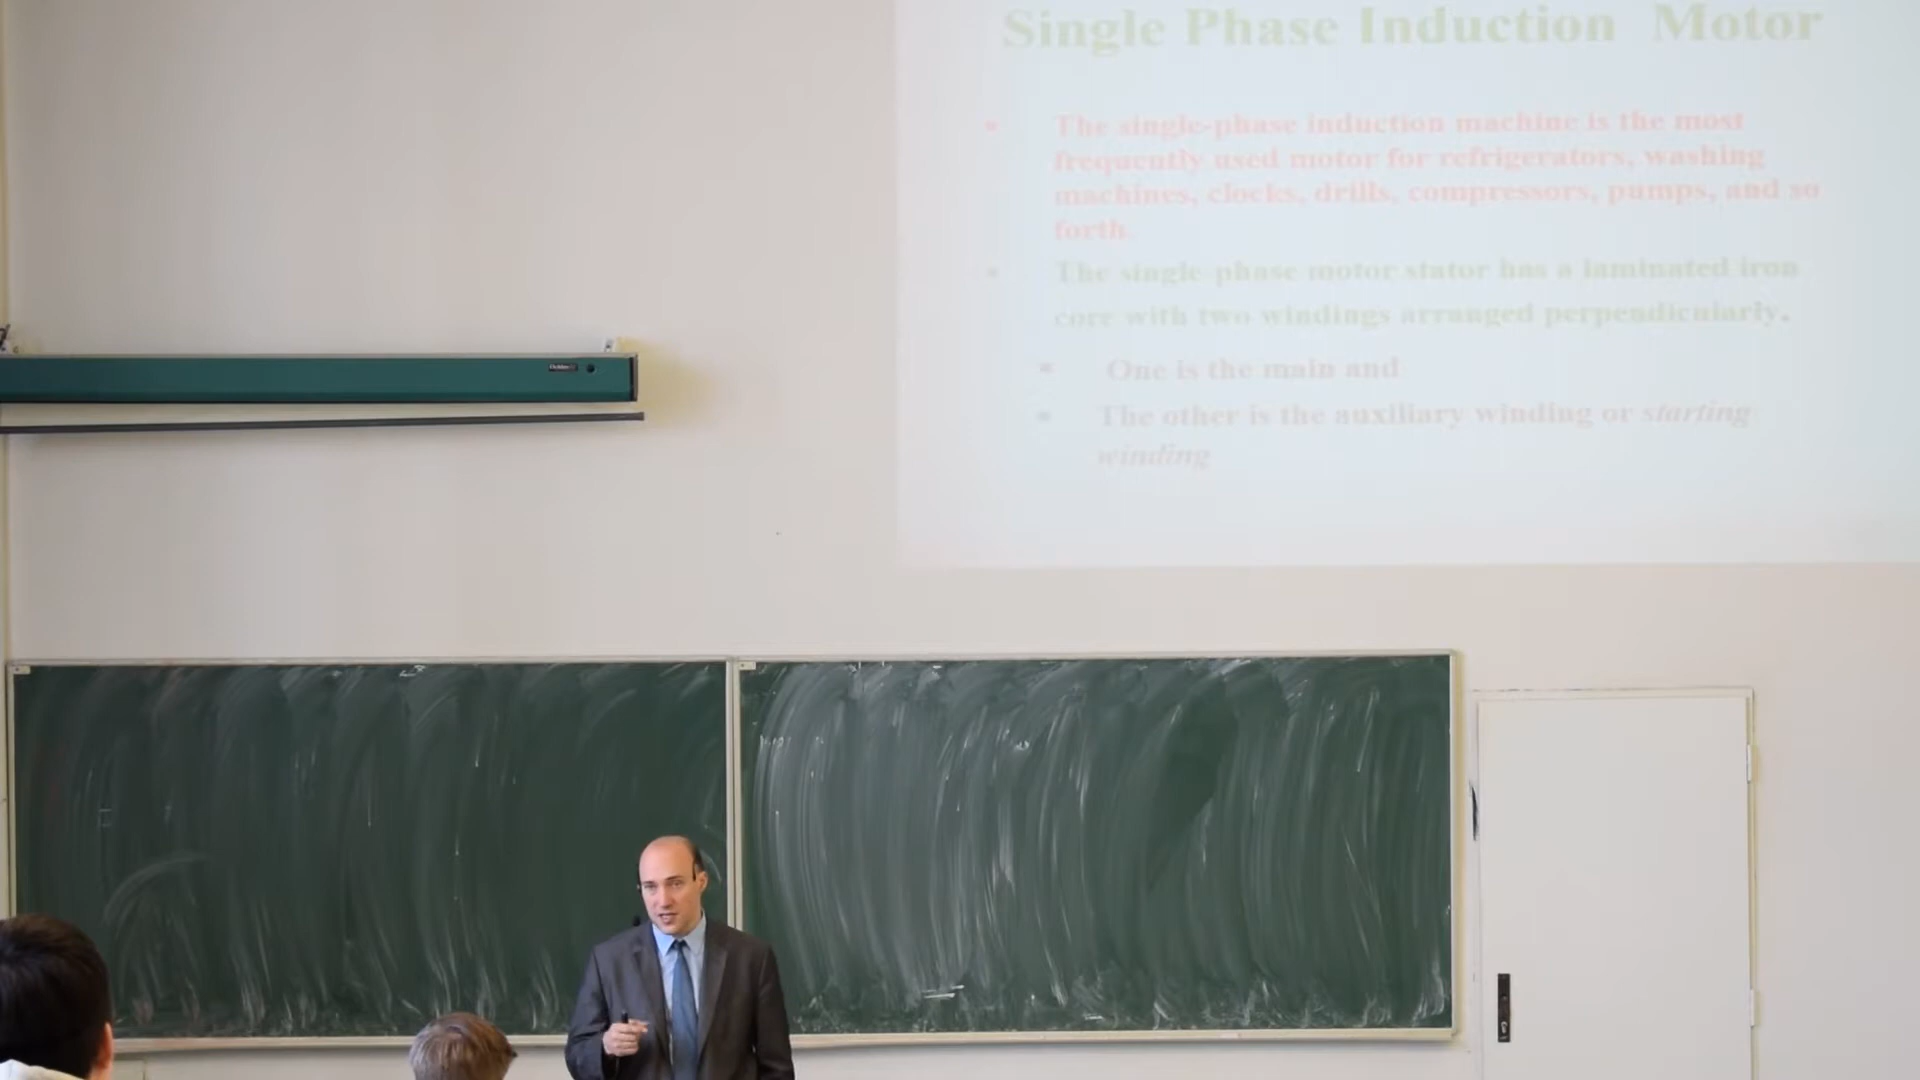 Single Phase Induction Motor
• The single-phase induction machine is the most
frequently used motor for refrigerators, washing
machines, clocks, drills, compressors, pumps, and so
forth.
• The single-phase motor stator has a laminated iron
core with two windings arranged perpendicularly.
• One is the main and
• The other is the auxiliary winding or starting
winding